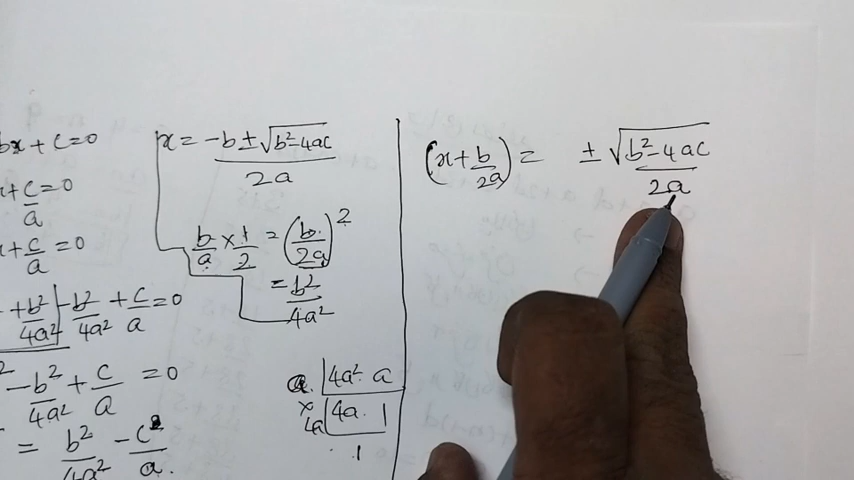 bx + c = 0
x + c/a = 0
x + c/a = 0
+ b²/4a² - b²/4a² + c/a = 0
² - b²/4a² + c/a = 0
= b²/4a² - c/a.
x = -b ± √(b² - 4ac) / 2a
b/a × 1/2 = (b/2a)²
= b²/4a²
a. | 4a² . a
× 4a | 4a . 1
. 1
(x + b/2a) = ± √(b² - 4ac) / 2a